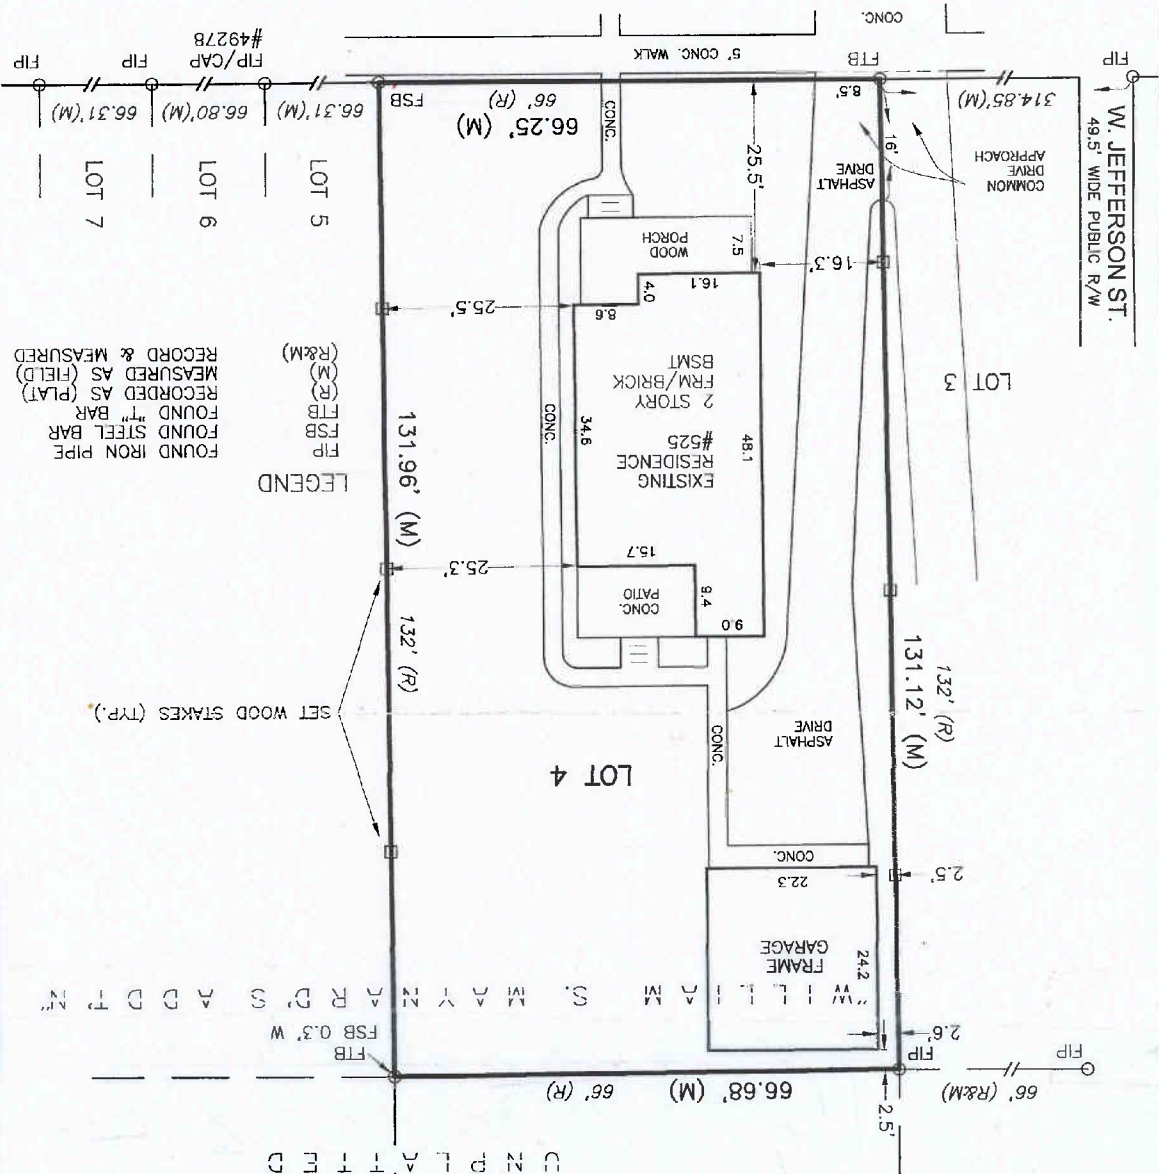 UNPLATTED
2.5'
66' (R&M)
66.68' (M)
66' (R)
FIP
FIP
FTB
FSB 0.3' W
2.6'
"WILLIAM S. MAYNARD'S ADDT'N"
FRAME
GARAGE
24.2
22.3
2.5'
CONC.
LOT 4
ASPHALT
DRIVE
CONC.
SET WOOD STAKES (TYP.)
132' (R)
131.12' (M)
132' (R)
131.96' (M)
9.0
9.4
CONC.
PATIO
15.7
25.3'
LEGEND
FIP FOUND IRON PIPE
FSB FOUND STEEL BAR
FTB FOUND "T" BAR
(R) RECORDED AS (PLAT)
(M) MEASURED AS (FIELD)
(R&M) RECORD & MEASURED
EXISTING
RESIDENCE
#525
2 STORY
FRM/BRICK
BSMT
48.1
34.6
CONC.
LOT 3
8.6
4.0
16.1
25.5'
16.3'
WOOD
PORCH
7.5
25.5'
ASPHALT
DRIVE
16'
COMMON
DRIVE
APPROACH
W. JEFFERSON ST.
49.5' WIDE PUBLIC R/W
LOT 5
LOT 6
LOT 7
CONC.
314.85'(M)
8.5'
66.25' (M)
66' (R)
FSB
66.31'(M)
66.80'(M)
66.31'(M)
FIP
FTB
5' CONC. WALK
FIP/CAP
#49278
FIP
FIP
CONC.